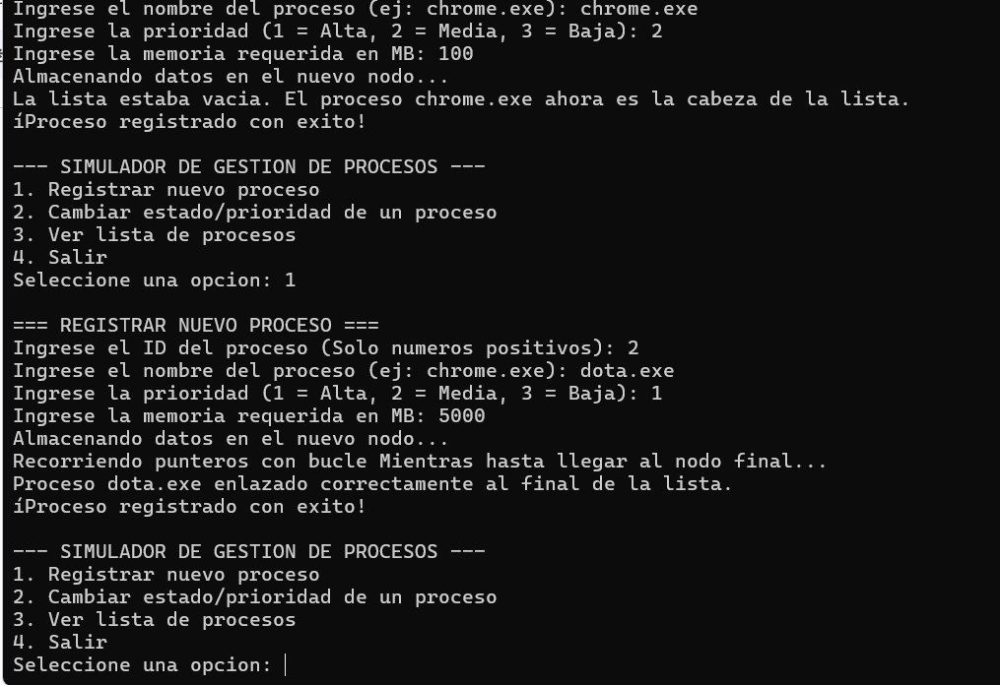 Ingrese el nombre del proceso (ej: chrome.exe): chrome.exe
Ingrese la prioridad (1 = Alta, 2 = Media, 3 = Baja): 2
Ingrese la memoria requerida en MB: 100
Almacenando datos en el nuevo nodo...
La lista estaba vacia. El proceso chrome.exe ahora es la cabeza de la lista.
íProceso registrado con exito!

--- SIMULADOR DE GESTION DE PROCESOS ---
1. Registrar nuevo proceso
2. Cambiar estado/prioridad de un proceso
3. Ver lista de procesos
4. Salir
Seleccione una opcion: 1

=== REGISTRAR NUEVO PROCESO ===
Ingrese el ID del proceso (Solo numeros positivos): 2
Ingrese el nombre del proceso (ej: chrome.exe): dota.exe
Ingrese la prioridad (1 = Alta, 2 = Media, 3 = Baja): 1
Ingrese la memoria requerida en MB: 5000
Almacenando datos en el nuevo nodo...
Recorriendo punteros con bucle Mientras hasta llegar al nodo final...
Proceso dota.exe enlazado correctamente al final de la lista.
íProceso registrado con exito!

--- SIMULADOR DE GESTION DE PROCESOS ---
1. Registrar nuevo proceso
2. Cambiar estado/prioridad de un proceso
3. Ver lista de procesos
4. Salir
Seleccione una opcion: